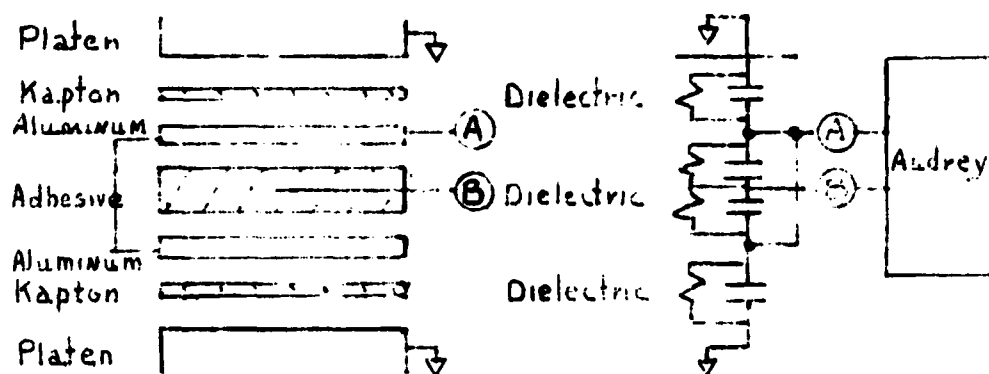 Platen
Kapton
Aluminum
Adhesive
Aluminum
Kapton
Platen
A
B
Dielectric
Dielectric
Dielectric
A
B
Audrey